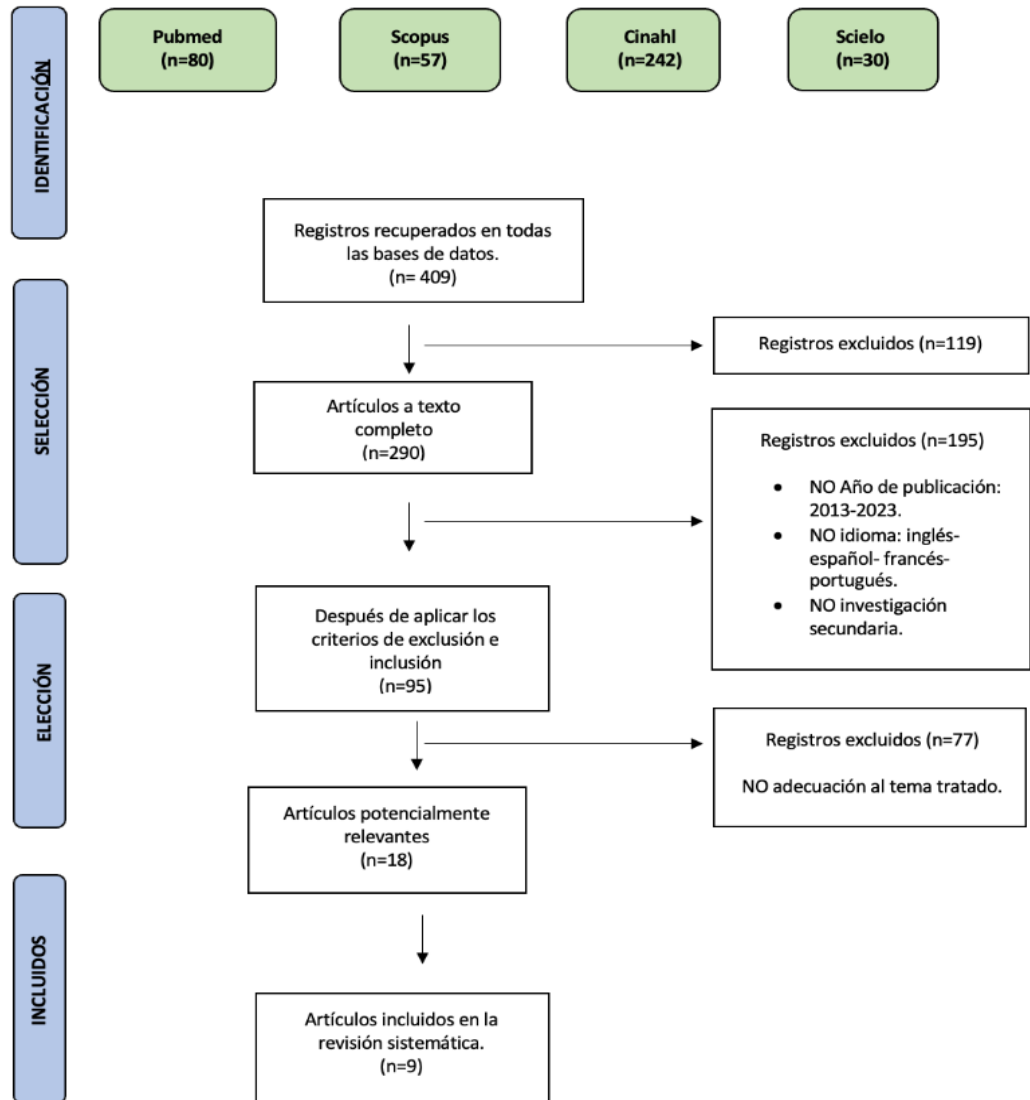 IDENTIFICACIÓN
Pubmed
(n=80)
Scopus
(n=57)
Cinahl
(n=242)
Scielo
(n=30)
Registros recuperados en todas
las bases de datos.
(n= 409)
SELECCIÓN
Registros excluidos (n=119)
Artículos a texto
completo
(n=290)
Registros excluidos (n=195)
• NO Año de publicación:
2013-2023.
• NO idioma: inglés-
español- francés-
portugués.
• NO investigación
secundaria.
ELECCIÓN
Después de aplicar los
criterios de exclusión e
inclusión
(n=95)
Registros excluidos (n=77)
NO adecuación al tema tratado.
Artículos potencialmente
relevantes
(n=18)
INCLUIDOS
Artículos incluidos en la
revisión sistemática.
(n=9)